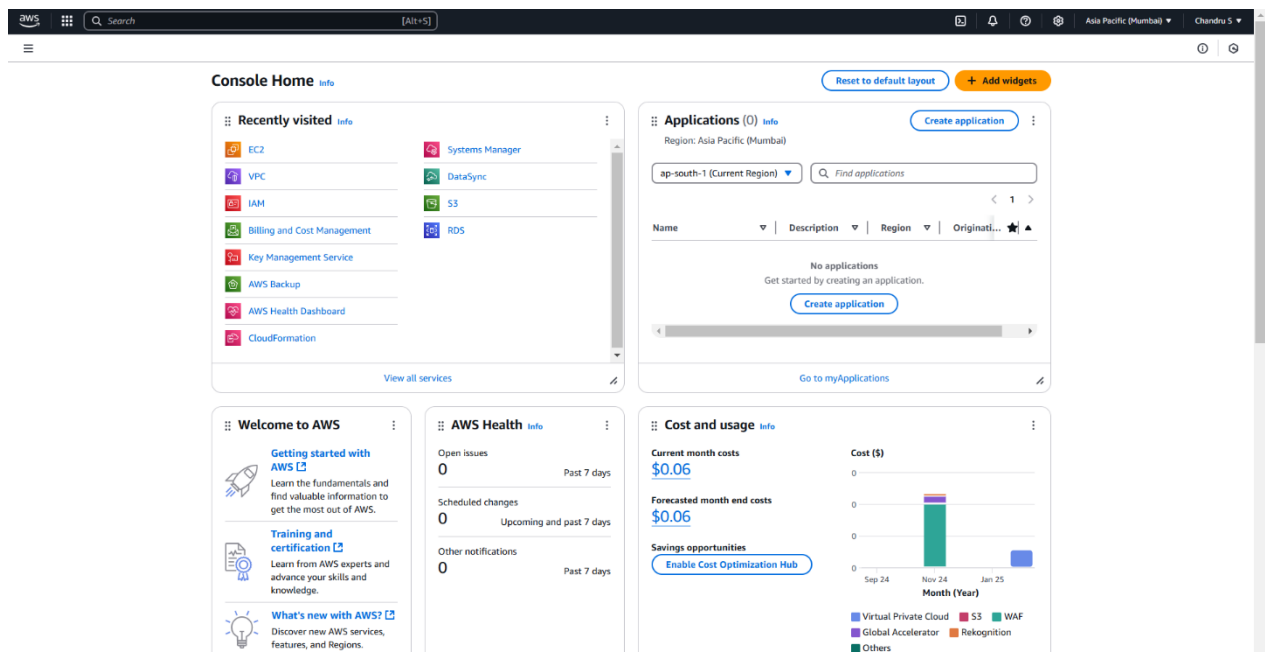 aws
Search [Alt+S]
Asia Pacific (Mumbai) ▼ Chandru S ▼
Console Home Info
Reset to default layout
+ Add widgets
Recently visited Info
EC2
VPC
IAM
Billing and Cost Management
Key Management Service
AWS Backup
AWS Health Dashboard
CloudFormation
Systems Manager
DataSync
S3
RDS
View all services
Applications (0) Info
Create application
Region: Asia Pacific (Mumbai)
ap-south-1 (Current Region) ▼
Find applications
1
Name
Description
Region
Originati...
No applications
Get started by creating an application.
Create application
Go to myApplications
Welcome to AWS
Getting started with
AWS
Learn the fundamentals and
find valuable information to
get the most out of AWS.
Training and
certification
Learn from AWS experts and
advance your skills and
knowledge.
What's new with AWS?
Discover new AWS services,
features, and Regions.
AWS Health Info
Open issues
0 Past 7 days
Scheduled changes
0 Upcoming and past 7 days
Other notifications
0 Past 7 days
Cost and usage Info
Current month costs
$0.06
Forecasted month end costs
$0.06
Savings opportunities
Enable Cost Optimization Hub
Cost ($)
0
0
0
0
Sep 24 Nov 24 Jan 25
Month (Year)
Virtual Private Cloud S3 WAF
Global Accelerator Rekognition
Others